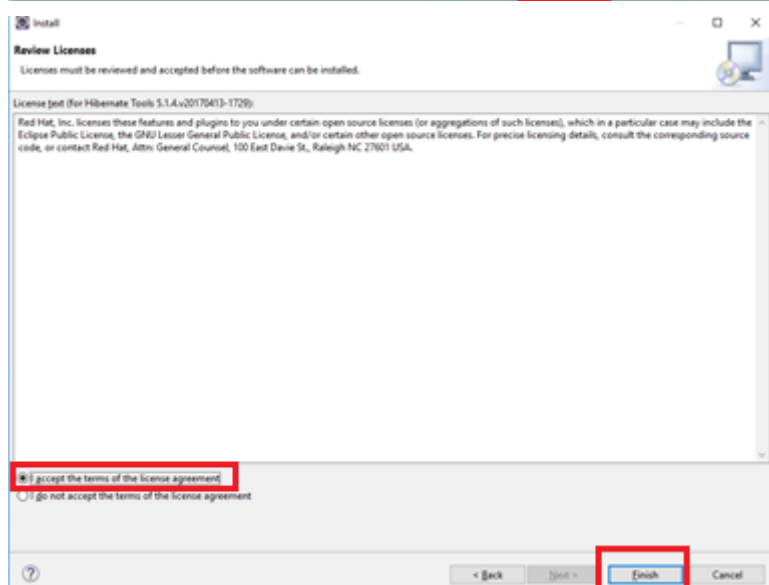 Install
Review Licenses
Licenses must be reviewed and accepted before the software can be installed.
License text (for Hibernate Tools 5.1.4.v20170413-1729):
Red Hat, Inc. licenses these features and plugins to you under certain open source licenses (or aggregations of such licenses), which in a particular case may include the
Eclipse Public License, the GNU Lesser General Public License, and/or certain other open source licenses. For precise licensing details, consult the corresponding source
code, or contact Red Hat, Attn: General Counsel, 100 East Davie St., Raleigh NC 27601 USA.
I accept the terms of the license agreement
I do not accept the terms of the license agreement
< Back Next > Finish Cancel